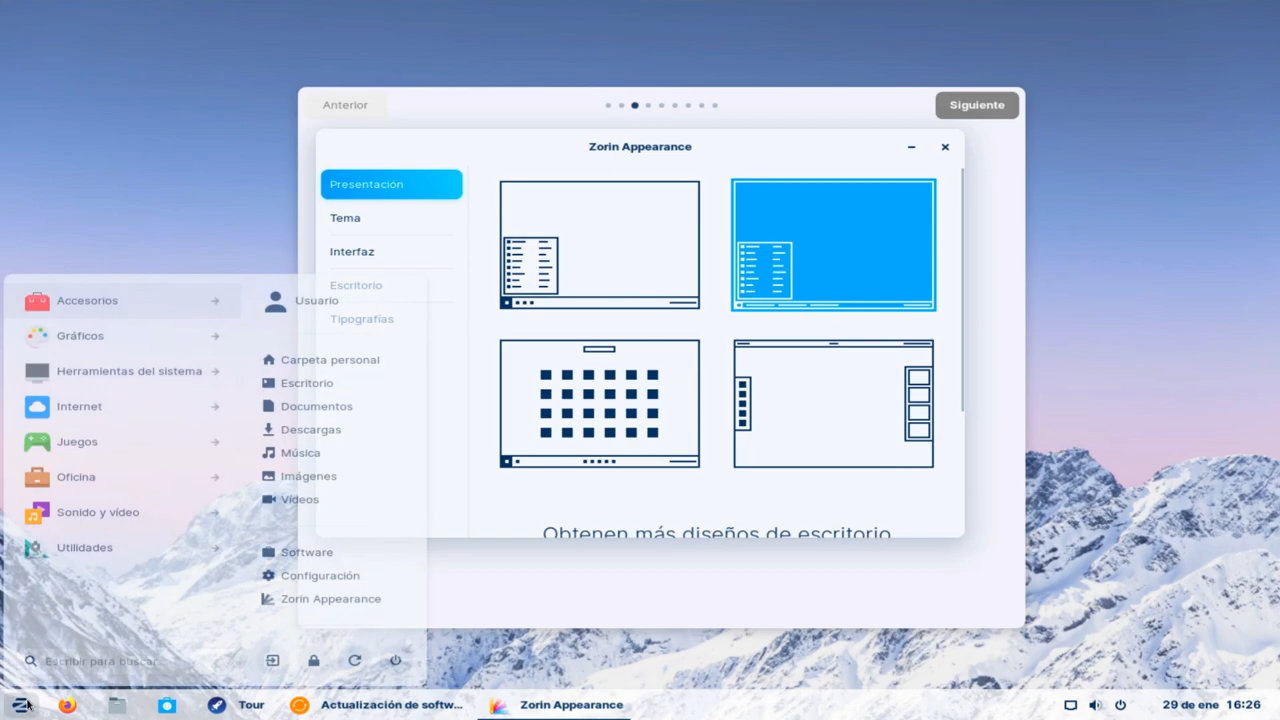 Anterior
Siguiente
Zorin Appearance
Presentación
Tema
Interfaz
Escritorio
Tipografías
Obtenen más diseños de escritorio
Accesorios
Gráficos
Herramientas del sistema
Internet
Juegos
Oficina
Sonido y vídeo
Utilidades
Escribir para buscar...
Usuario
Carpeta personal
Escritorio
Documentos
Descargas
Música
Imágenes
Vídeos
Software
Configuración
Zorin Appearance
Tour
Actualización de softw...
Zorin Appearance
29 de ene 16:26